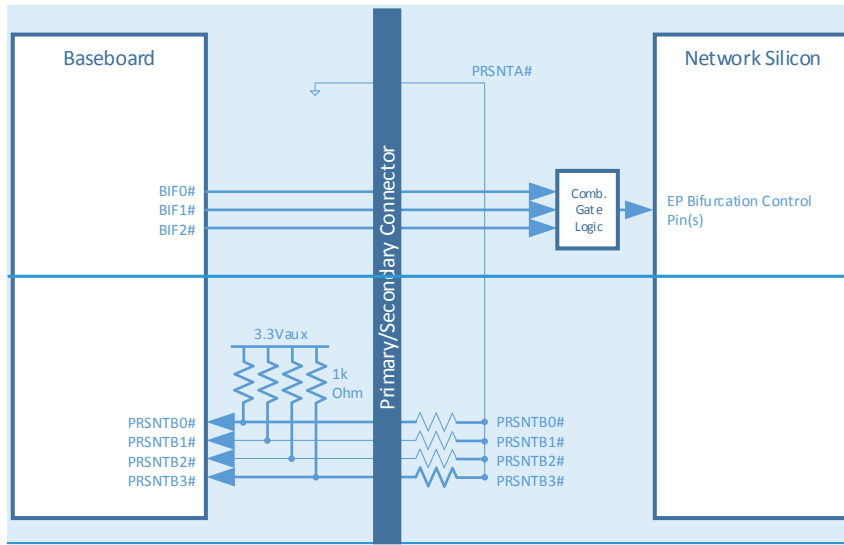 Baseboard
Network Silicon
PRSNTA#
BIF0#
BIF1#
BIF2#
Primary/Secondary Connector
Comb.
Gate
Logic
EP Bifurcation Control
Pin(s)
3.3Vaux
1k
Ohm
PRSNTB0#
PRSNTB1#
PRSNTB2#
PRSNTB3#
PRSNTB0#
PRSNTB1#
PRSNTB2#
PRSNTB3#